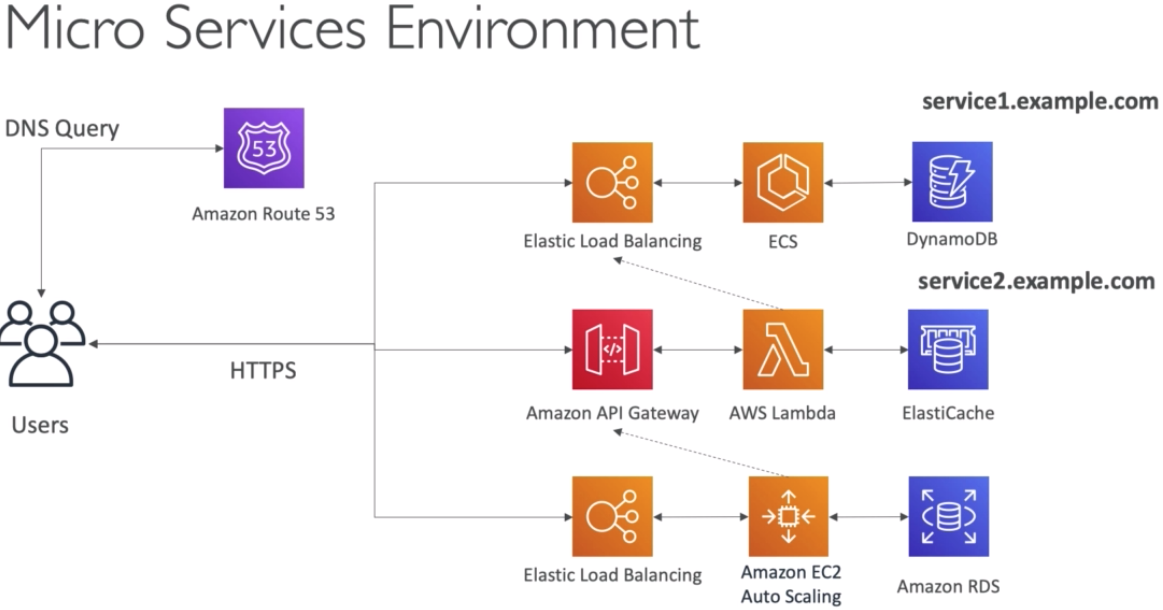 Micro Services Environment
service1.example.com
DNS Query
53
Amazon Route 53
Elastic Load Balancing
ECS
DynamoDB
service2.example.com
HTTPS
</>
Users
Amazon API Gateway
AWS Lambda
ElastiCache
Elastic Load Balancing
Amazon EC2
Auto Scaling
Amazon RDS